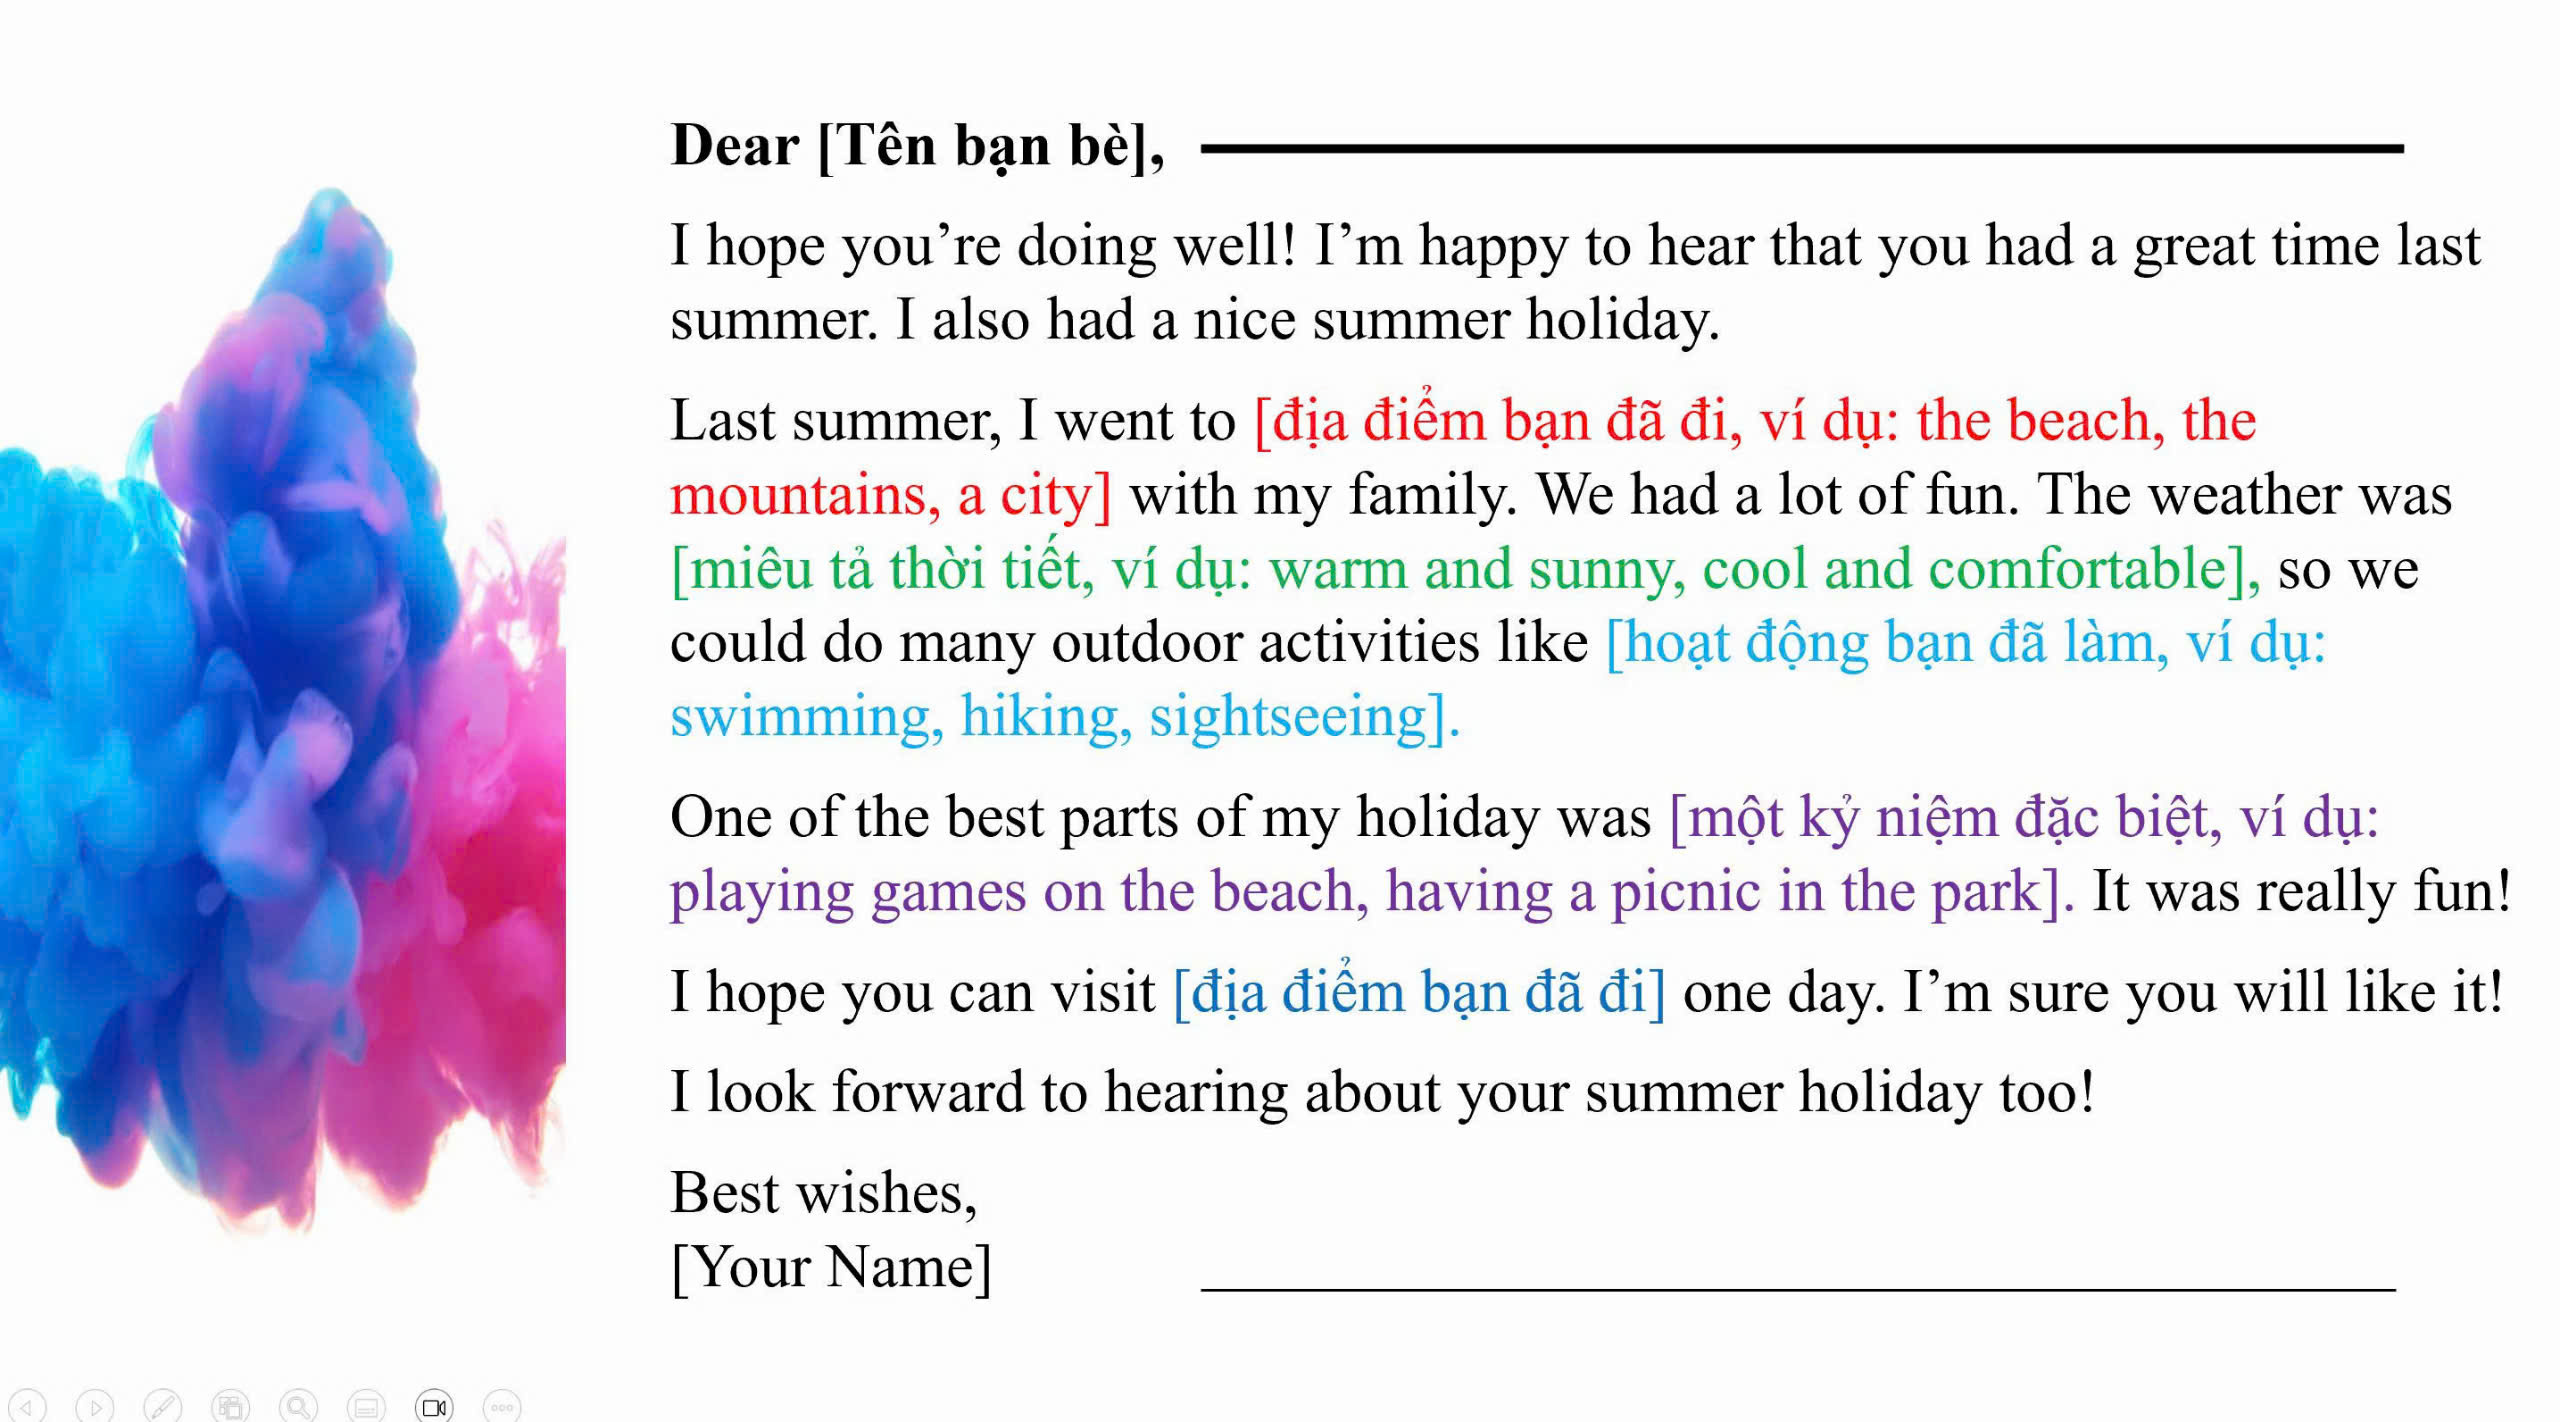 Dear [Tên bạn bè],
I hope you’re doing well! I’m happy to hear that you had a great time last
summer. I also had a nice summer holiday.
Last summer, I went to [địa điểm bạn đã đi, ví dụ: the beach, the
mountains, a city] with my family. We had a lot of fun. The weather was
[miêu tả thời tiết, ví dụ: warm and sunny, cool and comfortable], so we
could do many outdoor activities like [hoạt động bạn đã làm, ví dụ:
swimming, hiking, sightseeing].
One of the best parts of my holiday was [một kỷ niệm đặc biệt, ví dụ:
playing games on the beach, having a picnic in the park]. It was really fun!
I hope you can visit [địa điểm bạn đã đi] one day. I’m sure you will like it!
I look forward to hearing about your summer holiday too!
Best wishes,
[Your Name]